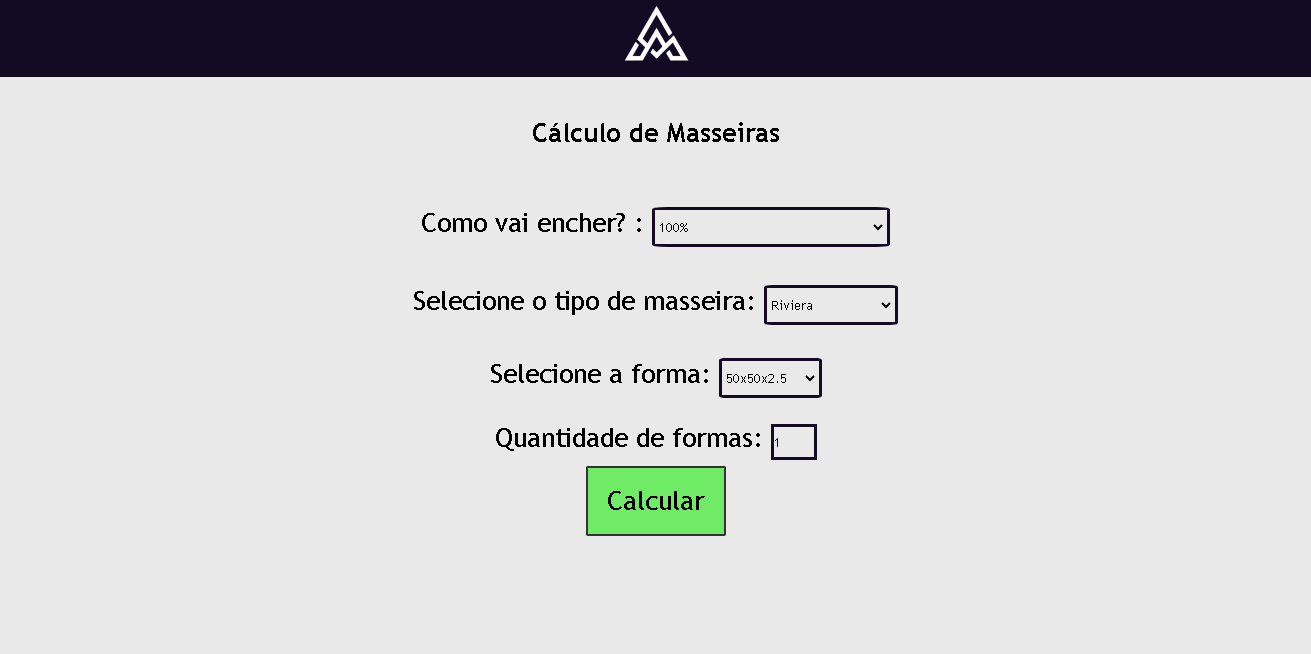 Cálculo de Masseiras
Como vai encher? : 100%
Selecione o tipo de masseira: Riviera
Selecione a forma: 50x50x2.5
Quantidade de formas: 1
Calcular